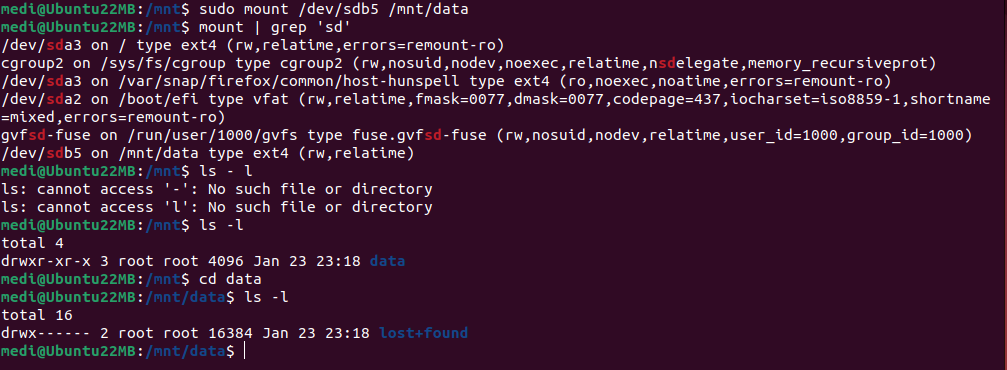 medi@Ubuntu22MB:/mnt$ sudo mount /dev/sdb5 /mnt/data
medi@Ubuntu22MB:/mnt$ mount | grep 'sd'
/dev/sda3 on / type ext4 (rw,relatime,errors=remount-ro)
cgroup2 on /sys/fs/cgroup type cgroup2 (rw,nosuid,nodev,noexec,relatime,nsdelegate,memory_recursiveprot)
/dev/sda3 on /var/snap/firefox/common/host-hunspell type ext4 (ro,noexec,noatime,errors=remount-ro)
/dev/sda2 on /boot/efi type vfat (rw,relatime,fmask=0077,dmask=0077,codepage=437,iocharset=iso8859-1,shortname
=mixed,errors=remount-ro)
gvfsd-fuse on /run/user/1000/gvfs type fuse.gvfsd-fuse (rw,nosuid,nodev,relatime,user_id=1000,group_id=1000)
/dev/sdb5 on /mnt/data type ext4 (rw,relatime)
medi@Ubuntu22MB:/mnt$ ls - l
ls: cannot access '-': No such file or directory
ls: cannot access 'l': No such file or directory
medi@Ubuntu22MB:/mnt$ ls -l
total 4
drwxr-xr-x 3 root root 4096 Jan 23 23:18 data
medi@Ubuntu22MB:/mnt$ cd data
medi@Ubuntu22MB:/mnt/data$ ls -l
total 16
drwx------ 2 root root 16384 Jan 23 23:18 lost+found
medi@Ubuntu22MB:/mnt/data$